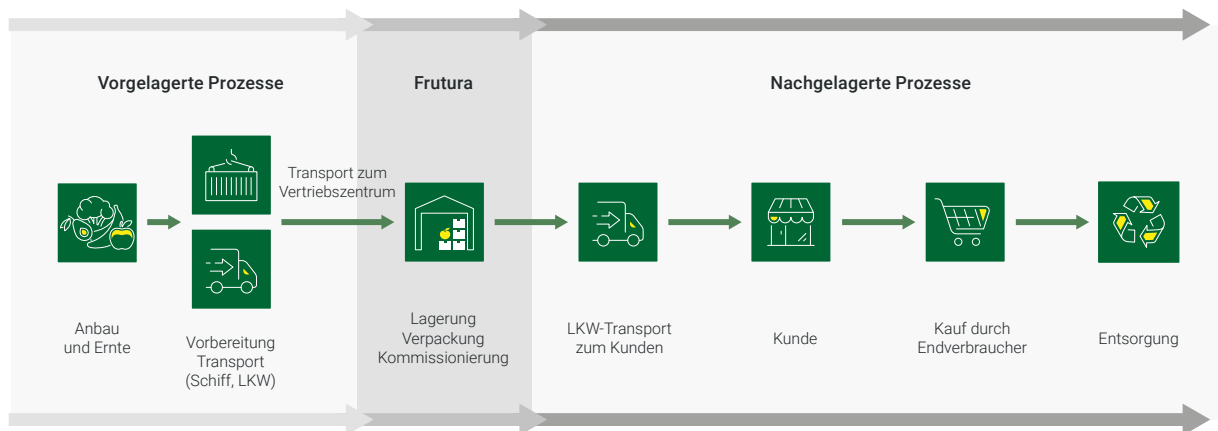 Vorgelagerte Prozesse
Frutura
Nachgelagerte Prozesse
Transport zum
Vertriebszentrum
Anbau
und Ernte
Vorbereitung
Transport
(Schiff, LKW)
Lagerung
Verpackung
Kommissionierung
LKW-Transport
zum Kunden
Kunde
Kauf durch
Endverbraucher
Entsorgung